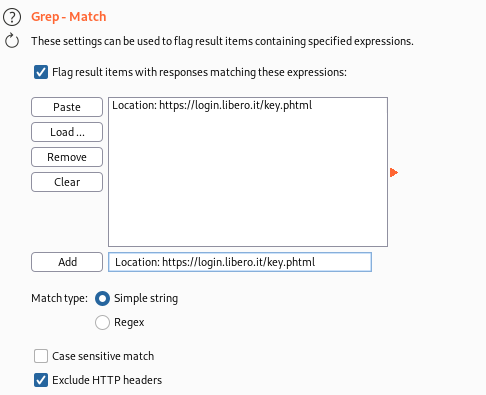 Grep - Match
These settings can be used to flag result items containing specified expressions.
Flag result items with responses matching these expressions:
Paste
Load ...
Remove
Clear
Location: https://login.libero.it/key.phtml
Add
Location: https://login.libero.it/key.phtml
Match type:
Simple string
Regex
Case sensitive match
Exclude HTTP headers